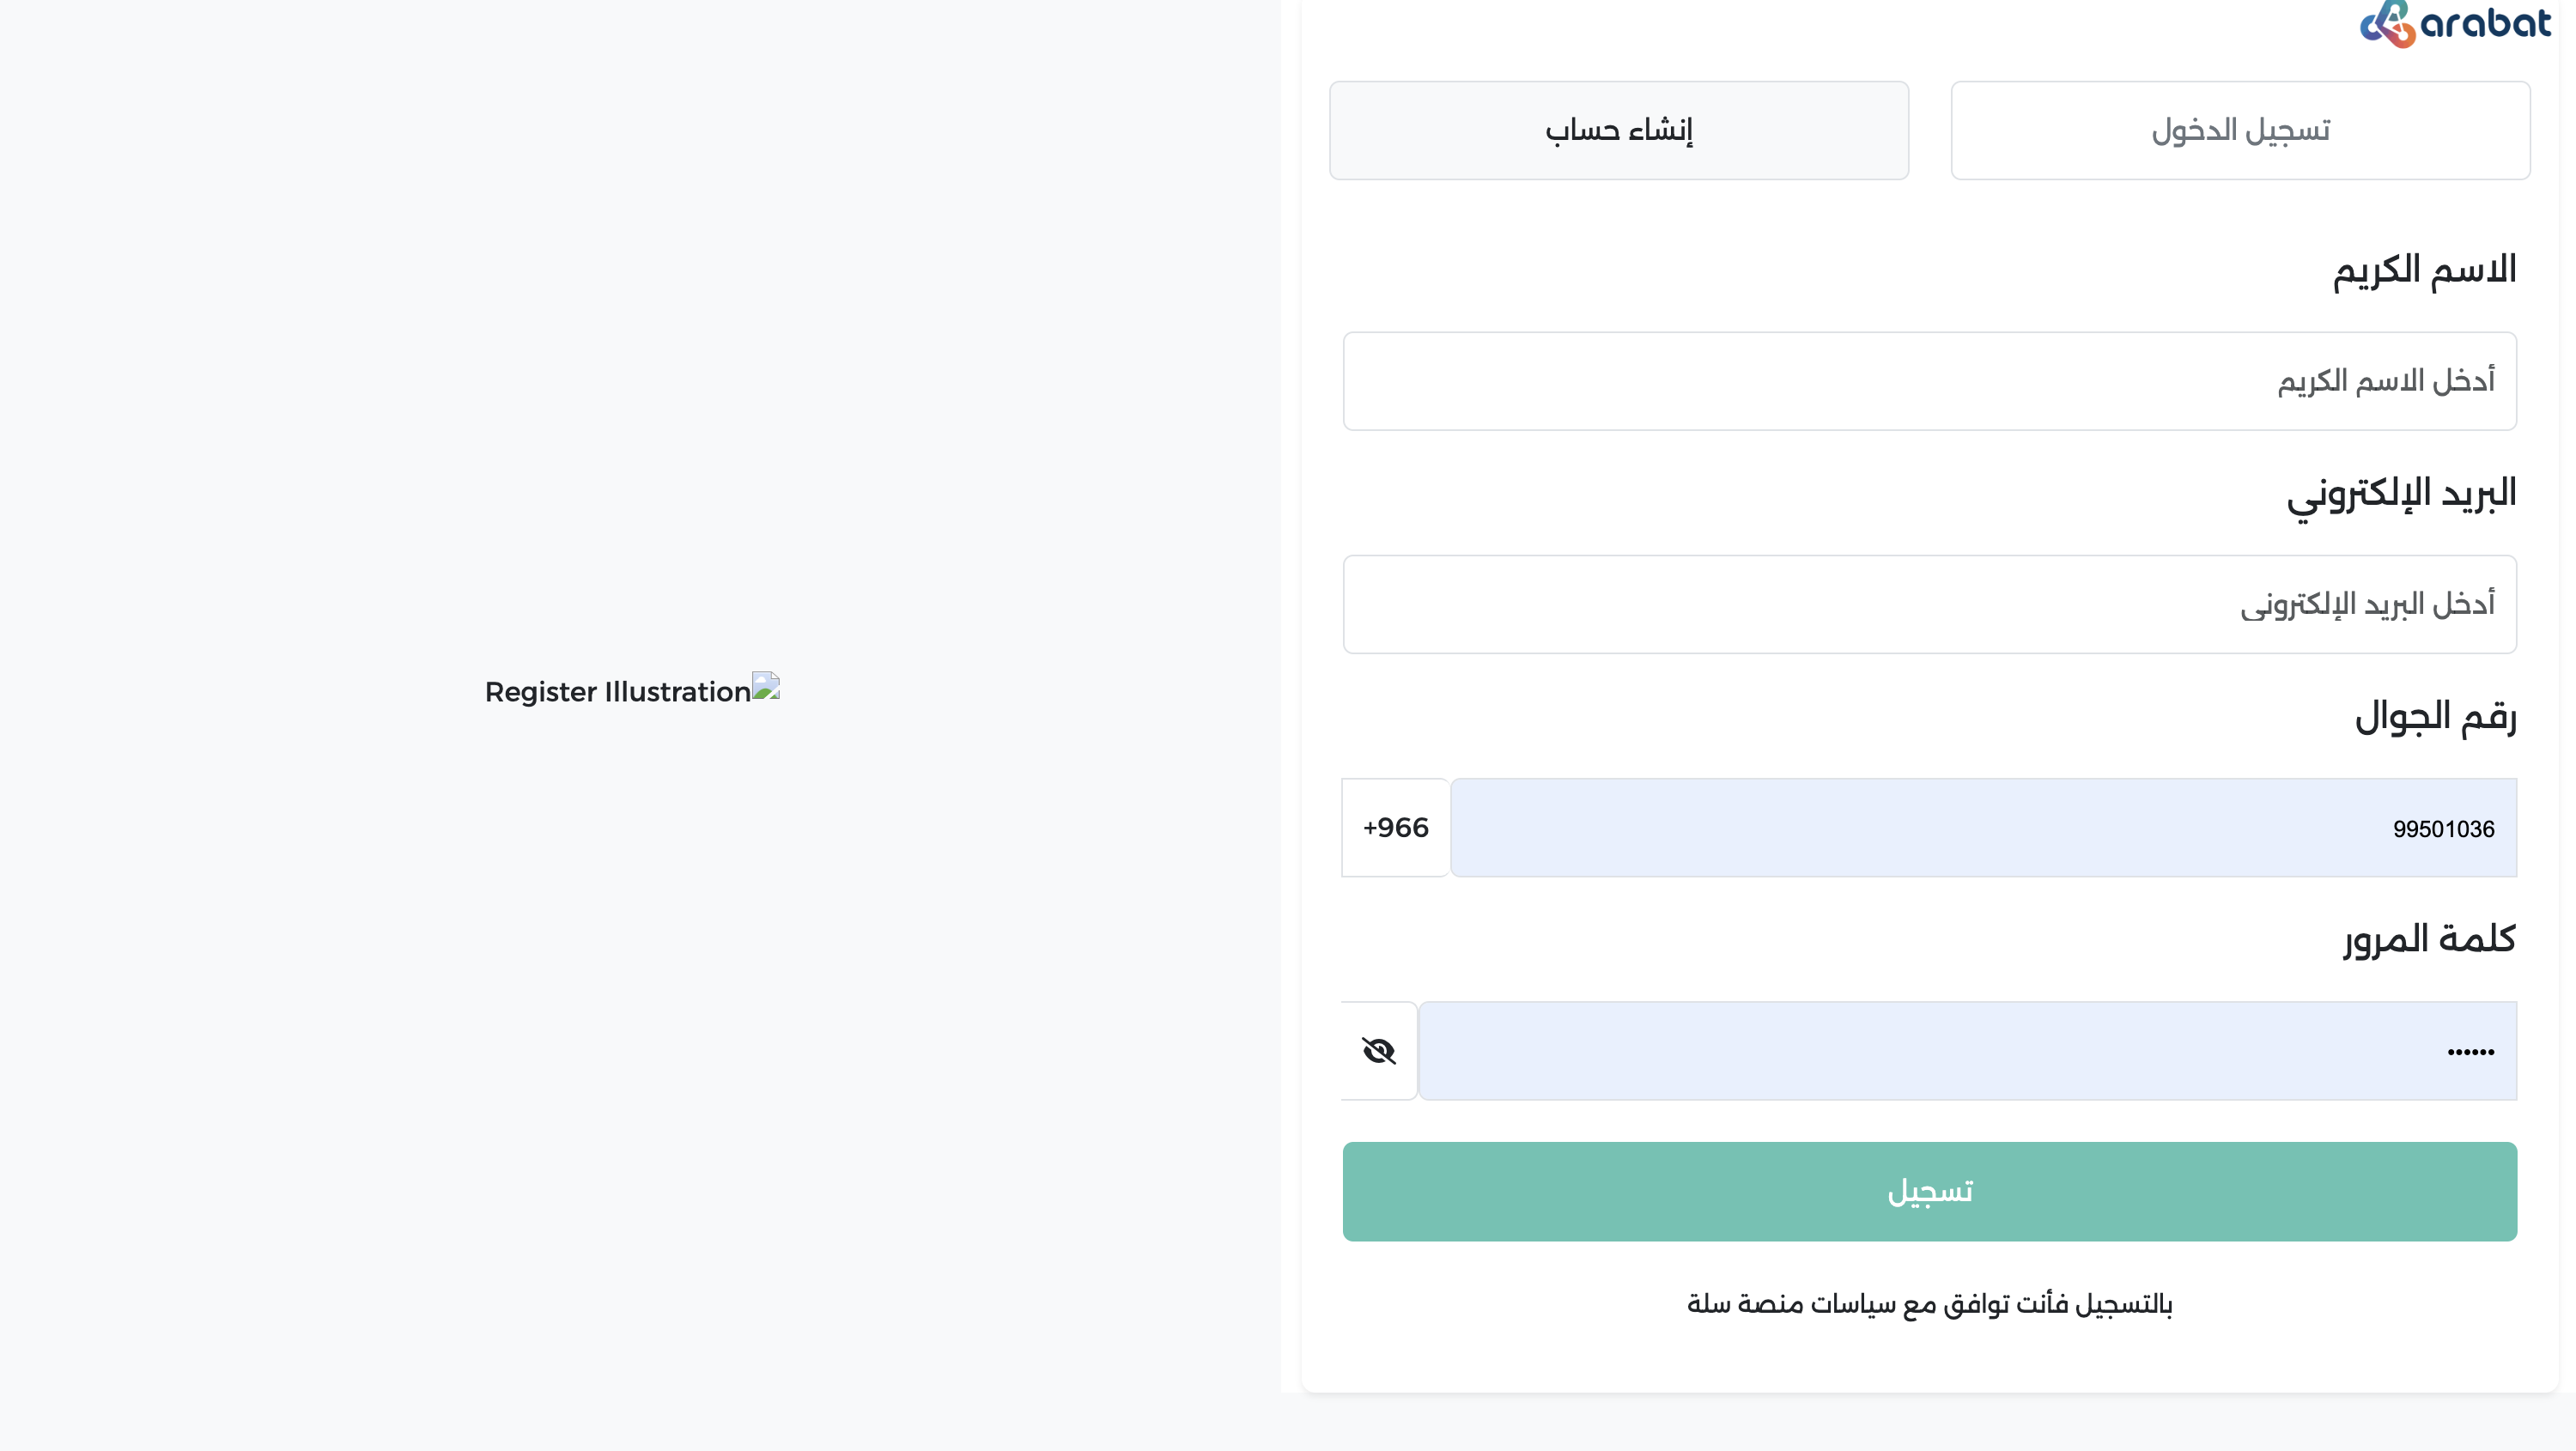 arabat
تسجيل الدخول
إنشاء حساب
الاسم الكريم
أدخل الاسم الكريم
البريد الإلكتروني
أدخل البريد الإلكتروني
رقم الجوال
99501036
+966
كلمة المرور
••••••
تسجيل
بالتسجيل فأنت توافق مع سياسات منصة سلة
Register Illustration